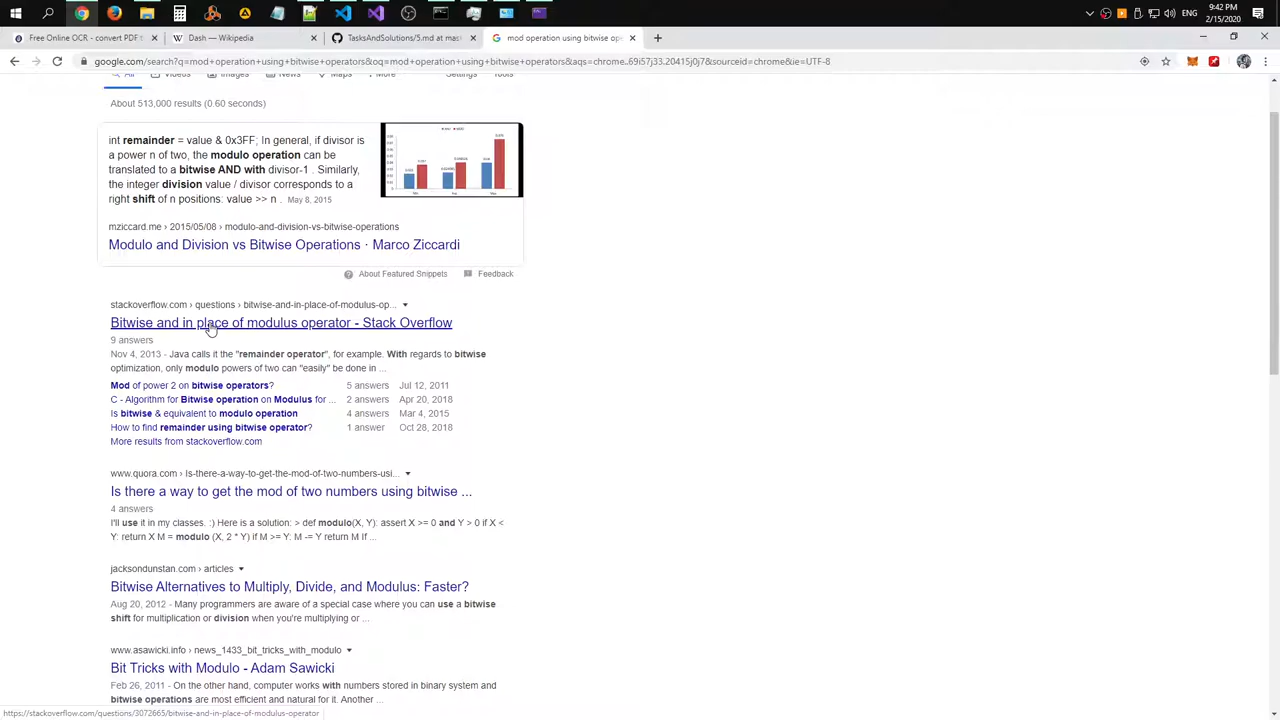 9:42 PM
ENG
2/15/2020
Free Online OCR - convert PDF t
Dash — Wikipedia
TasksAndSolutions/5.md at mast
mod operation using bitwise ope
google.com/search?q=mod+operation+using+bitwise+operators&oq=mod+operation+using+bitwise+operators&aqs=chrome..69i57j33.20415j0j7&sourceid=chrome&ie=UTF-8
All Videos Images News Maps More Settings Tools
About 513,000 results (0.60 seconds)
int remainder = value & 0x3FF; In general, if divisor is
a power n of two, the modulo operation can be
translated to a bitwise AND with divisor-1 . Similarly,
the integer division value / divisor corresponds to a
right shift of n positions: value >> n . May 8, 2015
mziccard.me › 2015/05/08 › modulo-and-division-vs-bitwise-operations
Modulo and Division vs Bitwise Operations · Marco Ziccardi
About Featured Snippets Feedback
stackoverflow.com › questions › bitwise-and-in-place-of-modulus-op...
Bitwise and in place of modulus operator - Stack Overflow
9 answers
Nov 4, 2013 - Java calls it the "remainder operator", for example. With regards to bitwise
optimization, only modulo powers of two can "easily" be done in ...
Mod of power 2 on bitwise operators? 5 answers Jul 12, 2011
C - Algorithm for Bitwise operation on Modulus for ... 2 answers Apr 20, 2018
Is bitwise & equivalent to modulo operation 4 answers Mar 4, 2015
How to find remainder using bitwise operator? 1 answer Oct 28, 2018
More results from stackoverflow.com
www.quora.com › Is-there-a-way-to-get-the-mod-of-two-numbers-usi...
Is there a way to get the mod of two numbers using bitwise ...
4 answers
I'll use it in my classes. :) Here is a solution: > def modulo(X, Y): assert X >= 0 and Y > 0 if X <
Y: return X M = modulo (X, 2 * Y) if M >= Y: M -= Y return M If ...
jacksondunstan.com › articles
Bitwise Alternatives to Multiply, Divide, and Modulus: Faster?
Aug 20, 2012 - Many programmers are aware of a special case where you can use a bitwise
shift for multiplication or division when you're multiplying or ...
www.asawicki.info › news_1433_bit_tricks_with_modulo
Bit Tricks with Modulo - Adam Sawicki
Feb 26, 2011 - On the other hand, computer works with numbers stored in binary system and
bitwise operations are most efficient and natural for it. Another ...
https://stackoverflow.com/questions/3072665/bitwise-and-in-place-of-modulus-operator